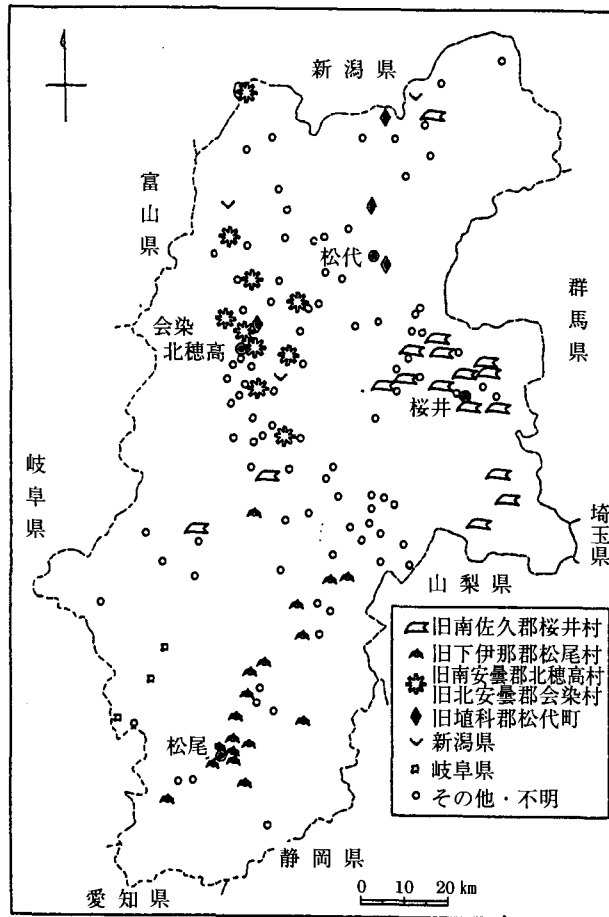 新潟県
富山県
松代
群馬県
会染
北穂高
桜井
岐阜県
埼玉県
山梨県
旧南佐久郡桜井村
旧下伊那郡松尾村
旧南安曇郡北穂高村
旧北安曇郡会染村
旧埴科郡松代町
新潟県
岐阜県
その他・不明
松尾
静岡県
愛知県
0 10 20 km